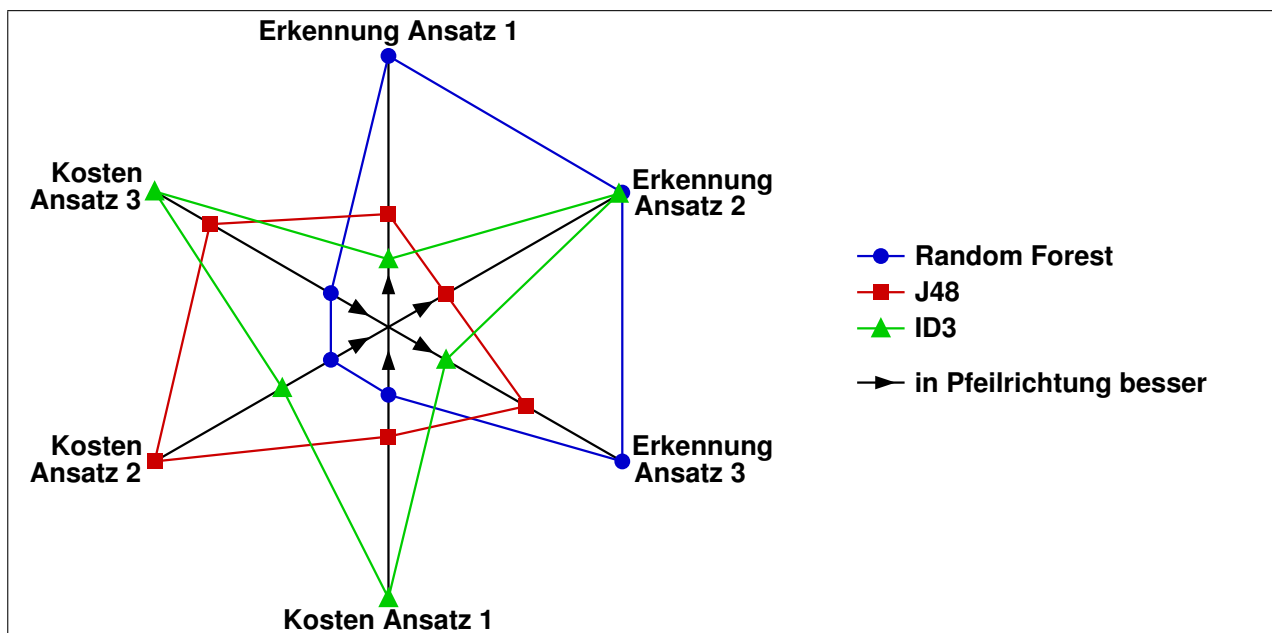 Erkennung Ansatz 1
Kosten
Ansatz 3
Erkennung
Ansatz 2
Random Forest
J48
ID3
in Pfeilrichtung besser
Kosten
Ansatz 2
Erkennung
Ansatz 3
Kosten Ansatz 1